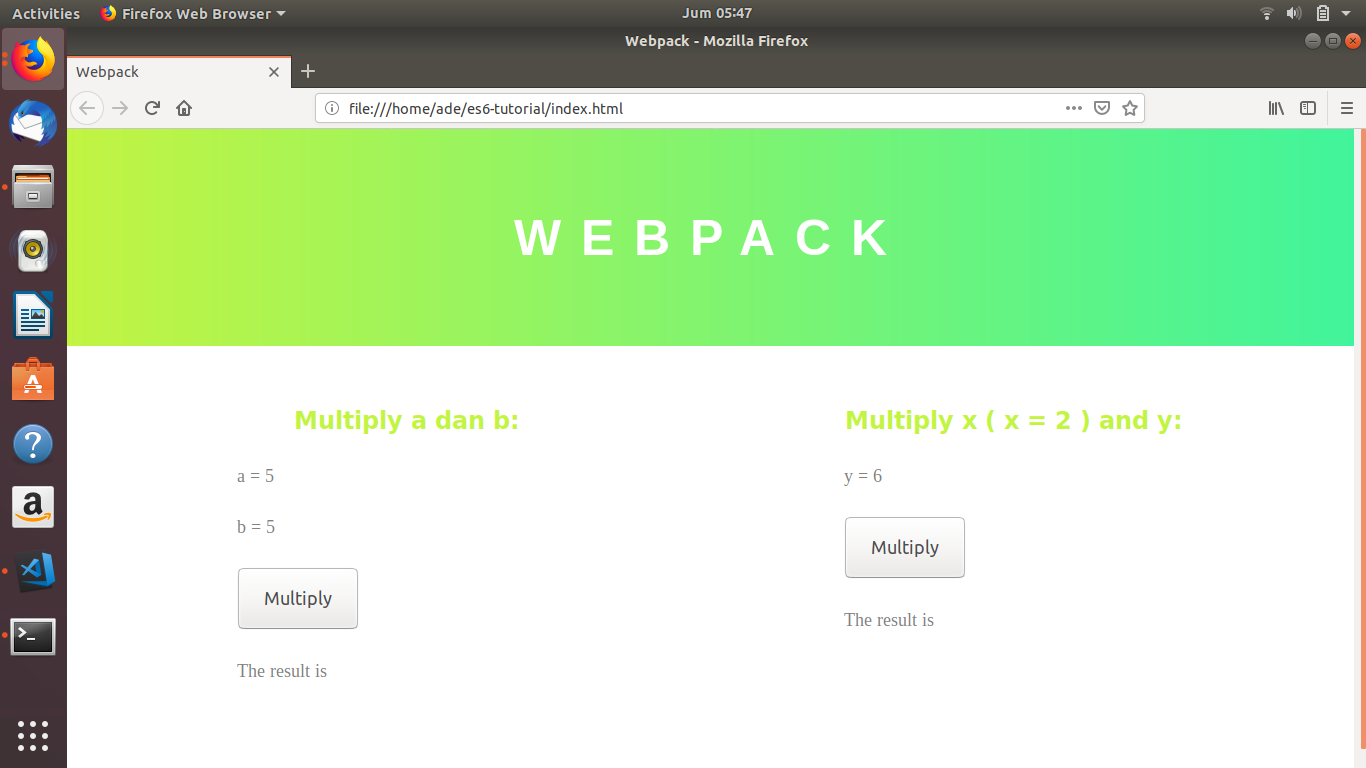 Activities
Firefox Web Browser
Jum 05:47
Webpack - Mozilla Firefox
Webpack
file:///home/ade/es6-tutorial/index.html
WEBPACK
Multiply a dan b:
a = 5
b = 5
Multiply
The result is
Multiply x ( x = 2 ) and y:
y = 6
Multiply
The result is